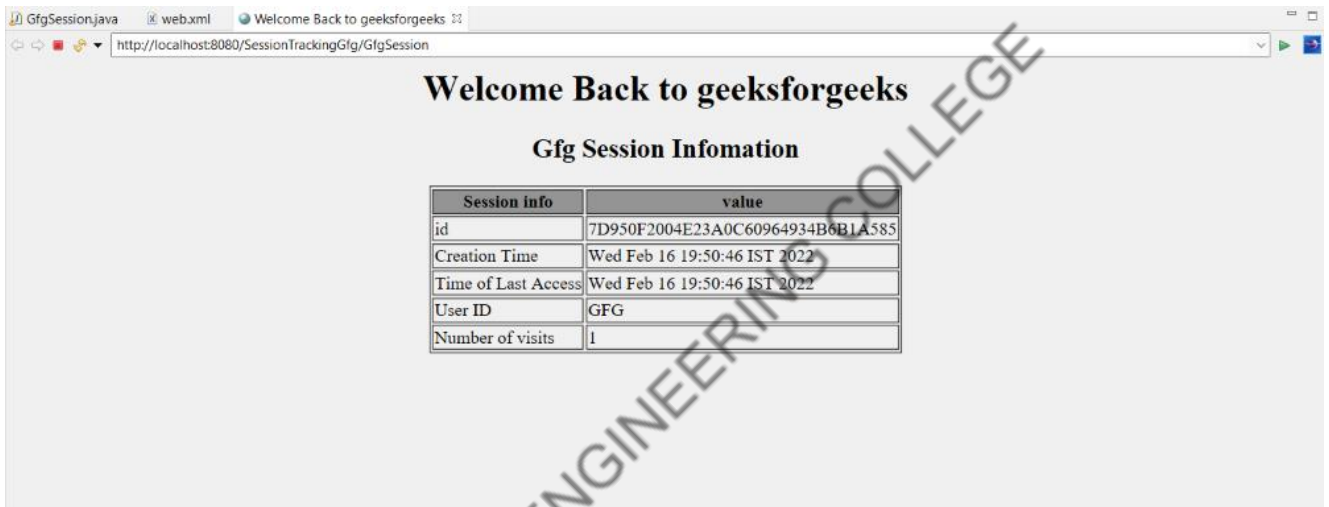 GfgSession.java web.xml Welcome Back to geeksforgeeks
http://localhost:8080/SessionTrackingGfg/GfgSession
Welcome Back to geeksforgeeks
Gfg Session Infomation
Session info value
id 7D950F2004E23A0C60964934B6B1A585
Creation Time Wed Feb 16 19:50:46 IST 2022
Time of Last Access Wed Feb 16 19:50:46 IST 2022
User ID GFG
Number of visits 1
ENGINEERING COLLEGE